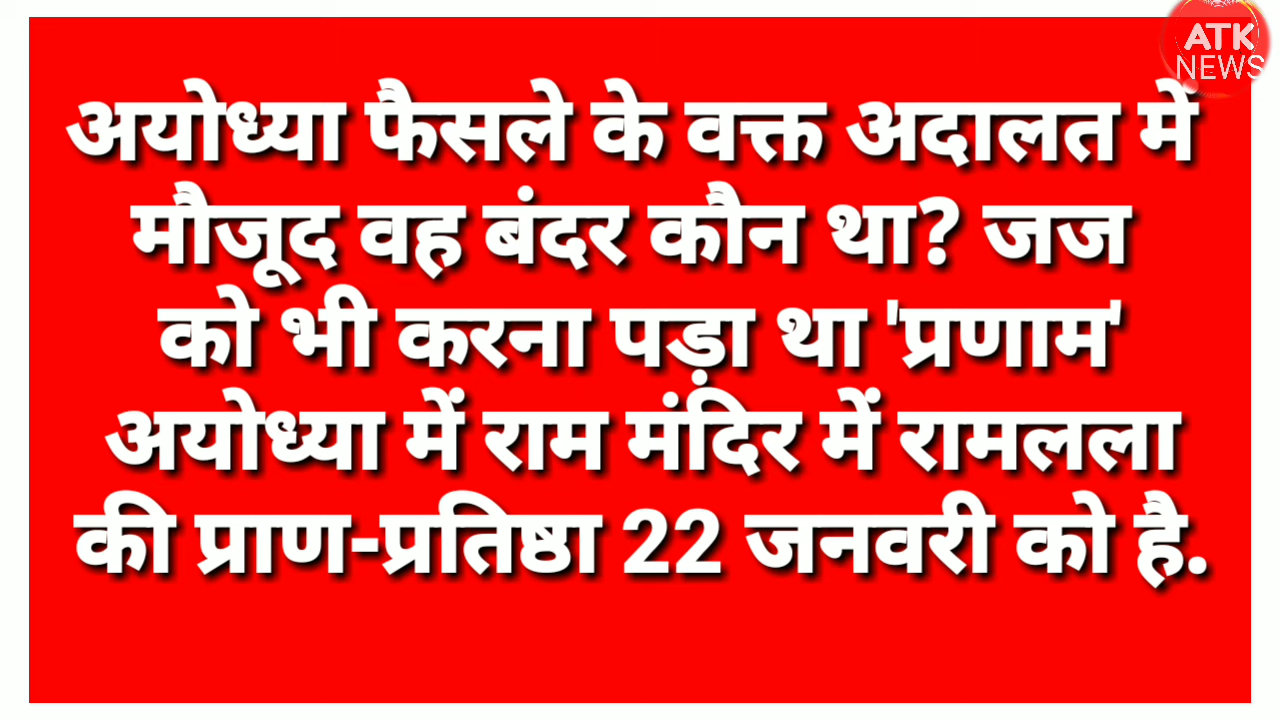 ATK
NEWS
अयोध्या फैसले के वक्त अदालत में
मौजूद वह बंदर कौन था? जज
को भी करना पड़ा था 'प्रणाम'
अयोध्या में राम मंदिर में रामलला
की प्राण-प्रतिष्ठा 22 जनवरी को है.